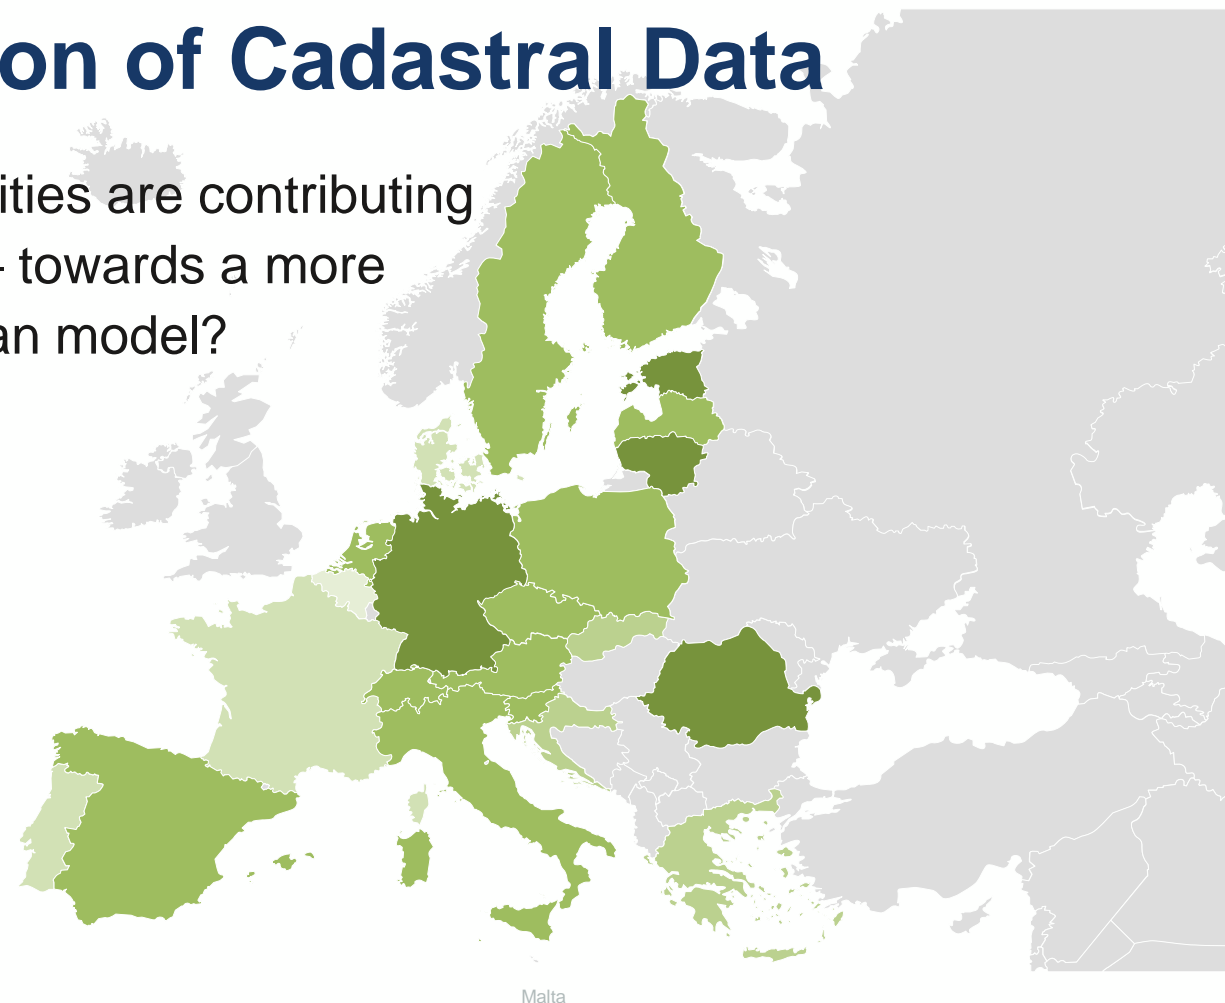 on of Cadastral Data
ities are contributing
- towards a more
an model?
Malta